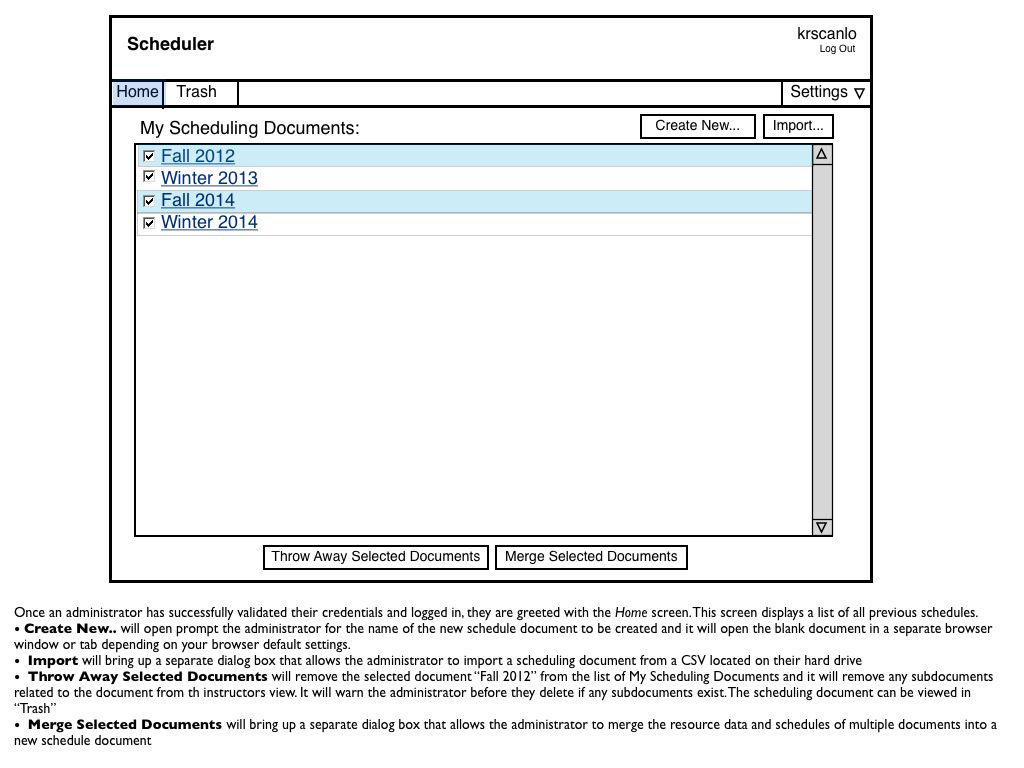 Scheduler
krscanlo
Log Out
Home
Trash
Settings
My Scheduling Documents:
Create New...
Import...
Fall 2012
Winter 2013
Fall 2014
Winter 2014
Throw Away Selected Documents
Merge Selected Documents
Once an administrator has successfully validated their credentials and logged in, they are greeted with the Home screen. This screen displays a list of all previous schedules.
• Create New.. will open prompt the administrator for the name of the new schedule document to be created and it will open the blank document in a separate browser
window or tab depending on your browser default settings.
• Import will bring up a separate dialog box that allows the administrator to import a scheduling document from a CSV located on their hard drive
• Throw Away Selected Documents will remove the selected document “Fall 2012” from the list of My Scheduling Documents and it will remove any subdocuments
related to the document from th instructors view. It will warn the administrator before they delete if any subdocuments exist. The scheduling document can be viewed in
“Trash”
• Merge Selected Documents will bring up a separate dialog box that allows the administrator to merge the resource data and schedules of multiple documents into a
new schedule document